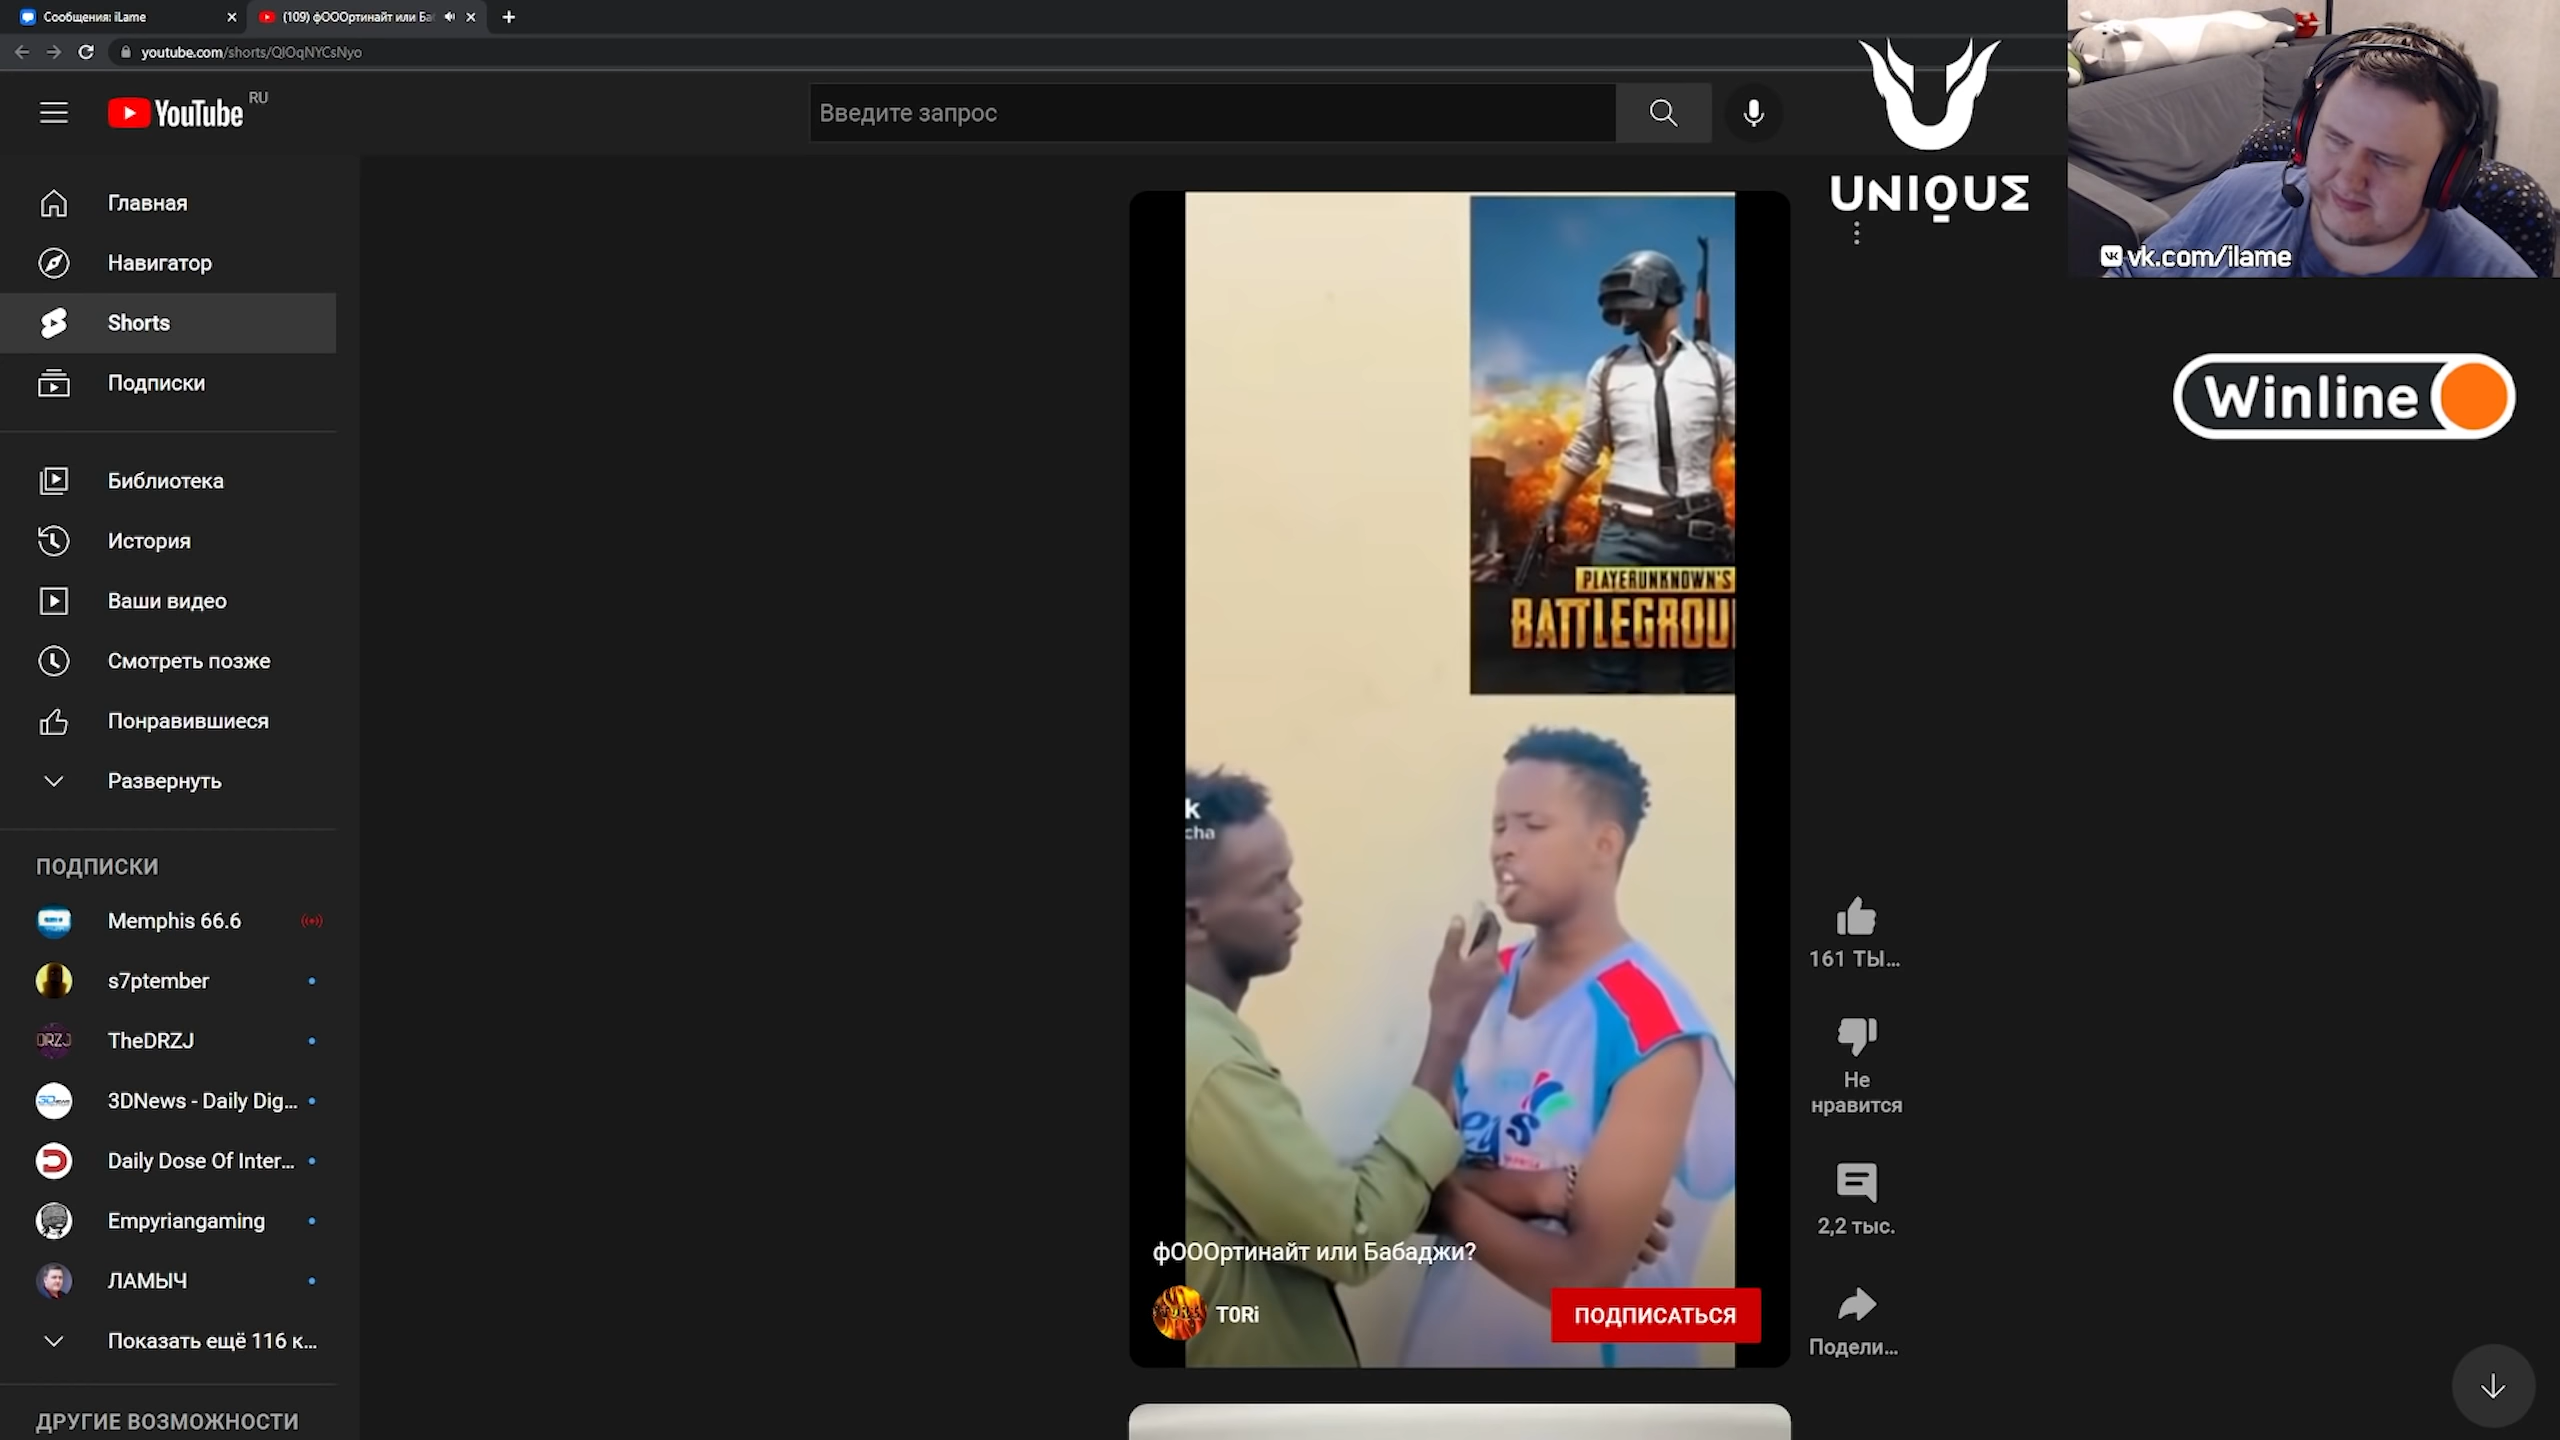 Сообщения: iLame
(109) фОООртинайт или Ба
youtube.com/shorts/QlOqNYCsNyo
YouTube RU
Введите запрос
UNIQUE
vk.com/ilame
Winline
Главная
Навигатор
Shorts
Подписки
Библиотека
История
Ваши видео
Смотреть позже
Понравившиеся
Развернуть
ПОДПИСКИ
Memphis 66.6
s7ptember
TheDRZJ
3DNews - Daily Dig...
Daily Dose Of Inter...
Empyriangaming
ЛАМЫЧ
Показать ещё 116 к...
ДРУГИЕ ВОЗМОЖНОСТИ
PLAYERUNKNOWN'S
BATTLEGROU
k
cha
фОООртинайт или Бабаджи?
T0Ri
ПОДПИСАТЬСЯ
161 ТЫ...
Не
нравится
2,2 тыс.
Подели...